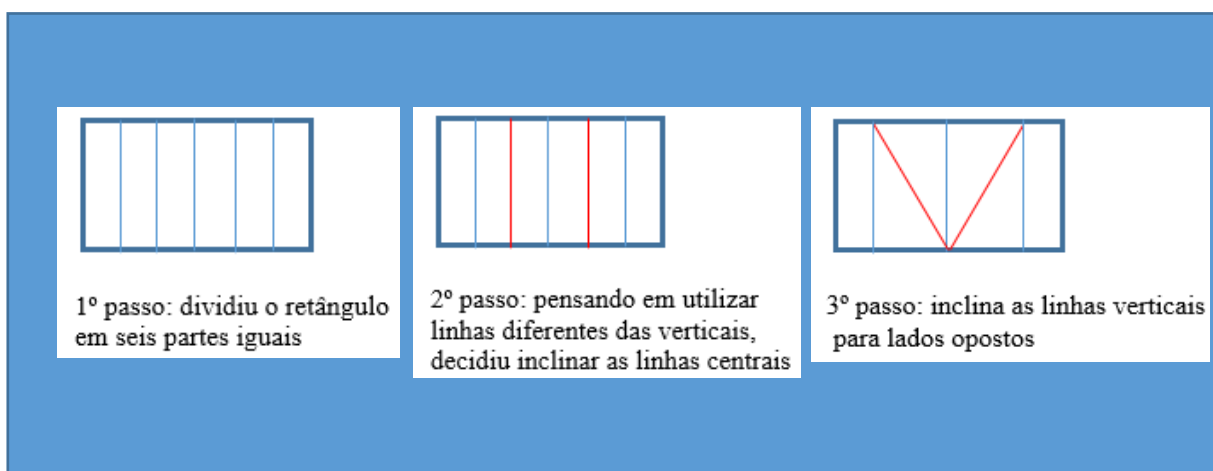 1º passo: dividiu o retângulo
em seis partes iguais
2º passo: pensando em utilizar
linhas diferentes das verticais,
decidiu inclinar as linhas centrais
3º passo: inclina as linhas verticais
para lados opostos